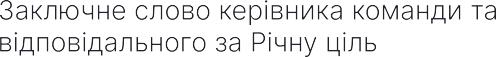 Заключне слово керівника команди та
відповідального за Річну ціль